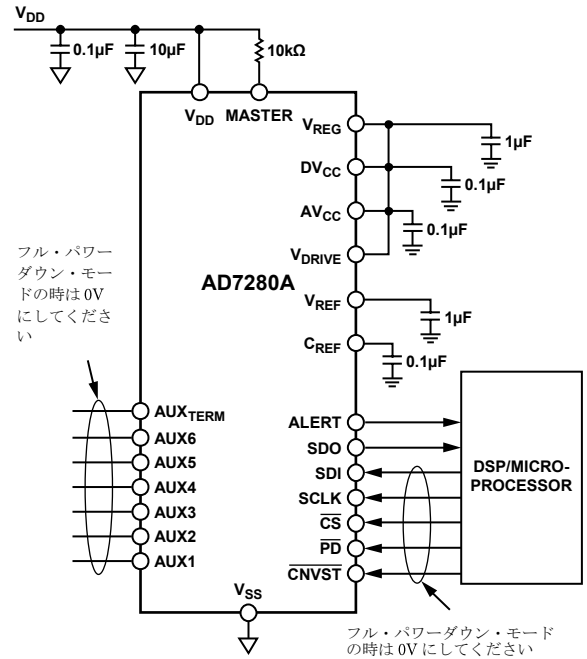 VDD
0.1µF 10µF 10kΩ
VDD MASTER
VREG
1µF
DVCC
0.1µF
AVCC
0.1µF
VDRIVE
AD7280A
フル・パワー
ダウン・モー
ドの時は 0V
にしてくださ
い
VREF
1µF
CREF
0.1µF
AUXTERM
AUX6
AUX5
AUX4
AUX3
AUX2
AUX1
ALERT
SDO
SDI
SCLK
CS
PD
CNVST
DSP/MICRO-
PROCESSOR
VSS
フル・パワーダウン・モード
の時は 0V にしてください